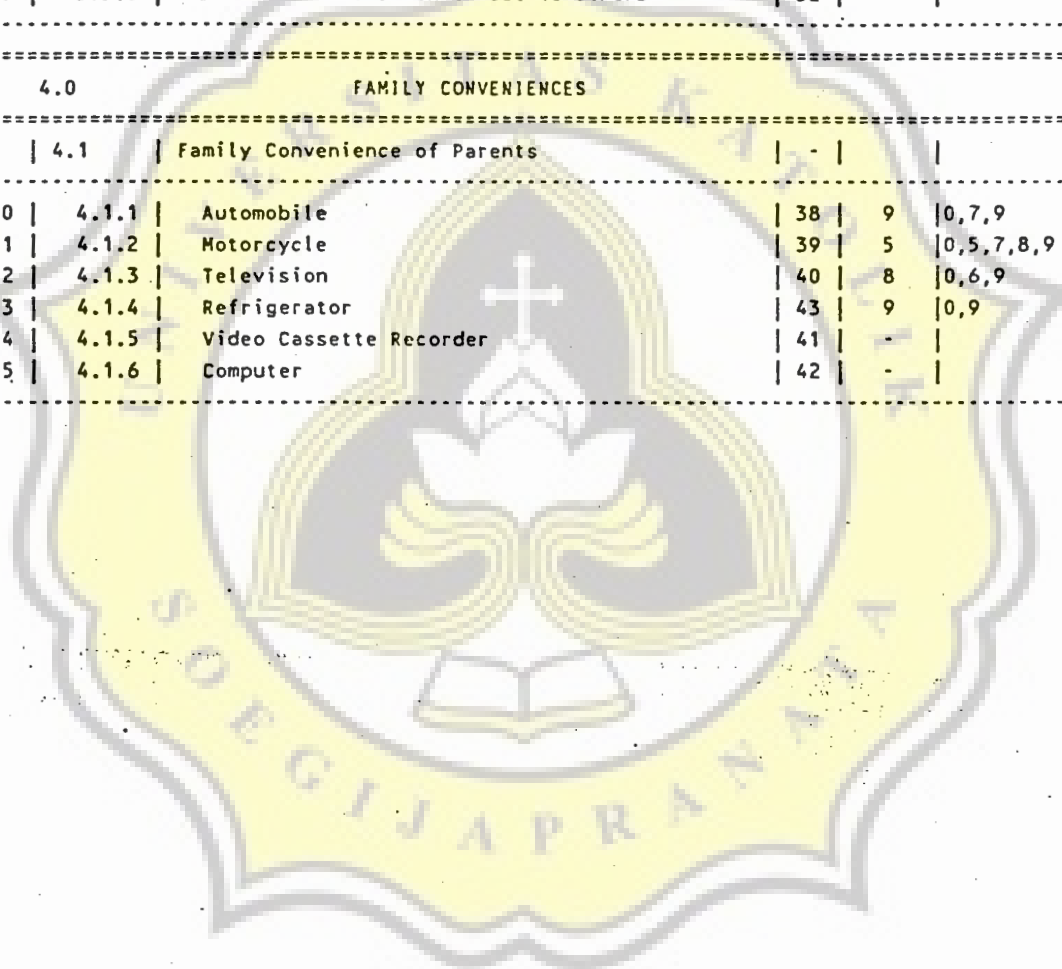 4.0 FAMILY CONVENIENCES
| 4.1 | Family Convenience of Parents | - | |
0 | 4.1.1 | Automobile | 38 | 9 |0,7,9
1 | 4.1.2 | Motorcycle | 39 | 5 |0,5,7,8,9
2 | 4.1.3 | Television | 40 | 8 |0,6,9
3 | 4.1.4 | Refrigerator | 43 | 9 |0,9
4 | 4.1.5 | Video Cassette Recorder | 41 | - |
5 | 4.1.6 | Computer | 42 | - |
UNIVERSITAS KATOLIK
SOEGIJAPRANATA